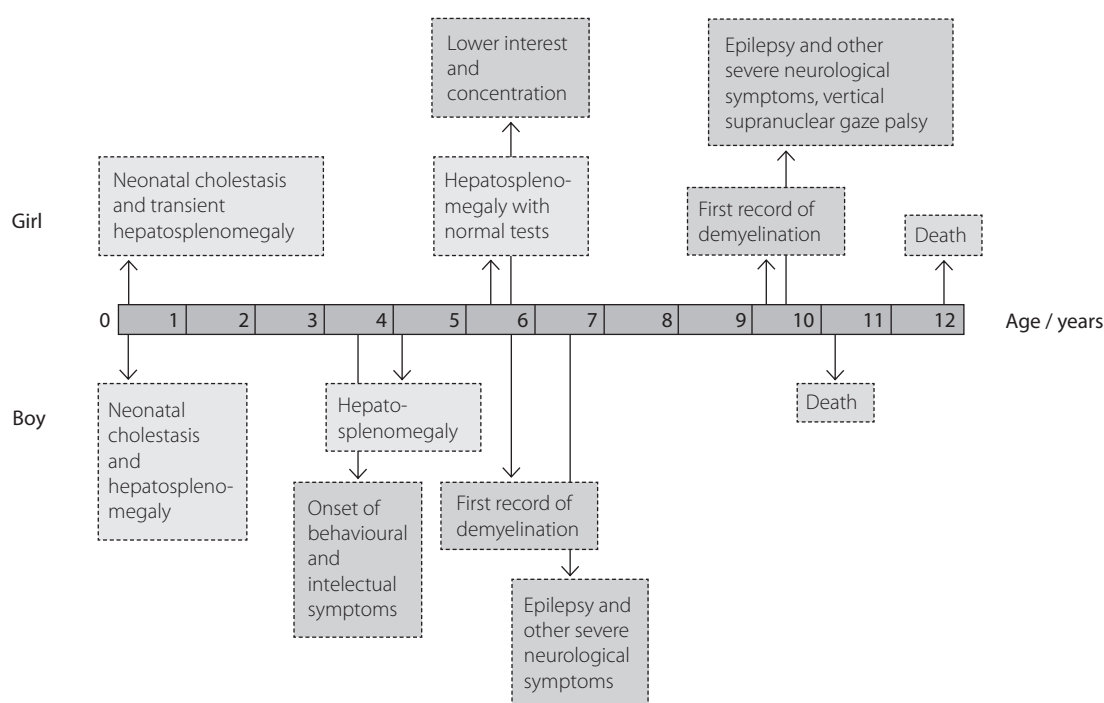 Lower interest
and
concentration
Epilepsy and other
severe neurological
symptoms, vertical
supranuclear gaze palsy
Neonatal cholestasis
and transient
hepatosplenomegaly
Hepatospleno-
megaly with
normal tests
First record of
demyelination
Death
Girl
0 1 2 3 4 5 6 7 8 9 10 11 12 Age / years
Boy
Neonatal
cholestasis
and
hepatospleno-
megaly
Hepato-
splenomegaly
Death
Onset of
behavioural
and
intelectual
symptoms
First record of
demyelination
Epilepsy and
other severe
neurological
symptoms